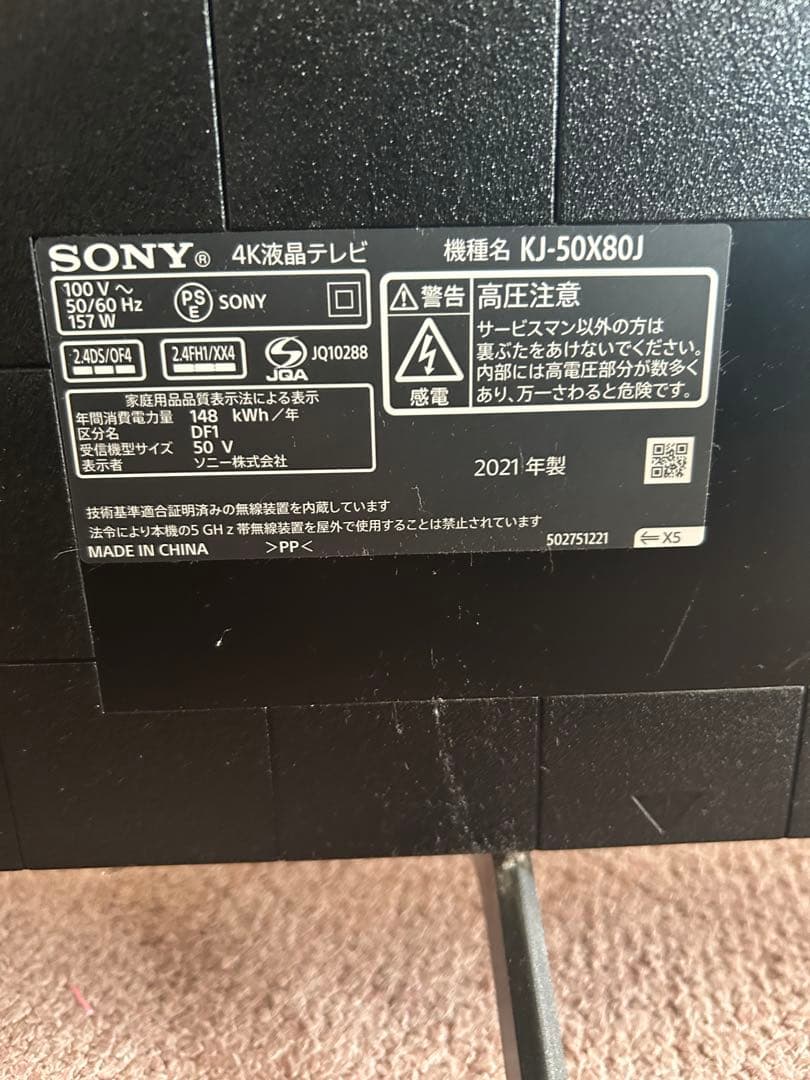 SONY® 4K液晶テレビ 機種名 KJ-50X80J
100 V ～
50/60 Hz
157 W
PSE SONY
2.4DS/OF4 2.4FH1/XX4 JQA JQ10288
家庭用品品質表示法による表示
年間消費電力量 148 kWh/年
区分名 DF1
受信機型サイズ 50 V
表示者 ソニー株式会社
警告 高圧注意
感電
サービスマン以外の方は
裏ぶたをあけないでください。
内部には高電圧部分が数多く
あり、万一さわると危険です。
2021 年製
技術基準適合証明済みの無線装置を内蔵しています
法令により本機の5 GHz帯無線装置を屋外で使用することは禁止されています
MADE IN CHINA >PP< 502751221 ⇐ X5